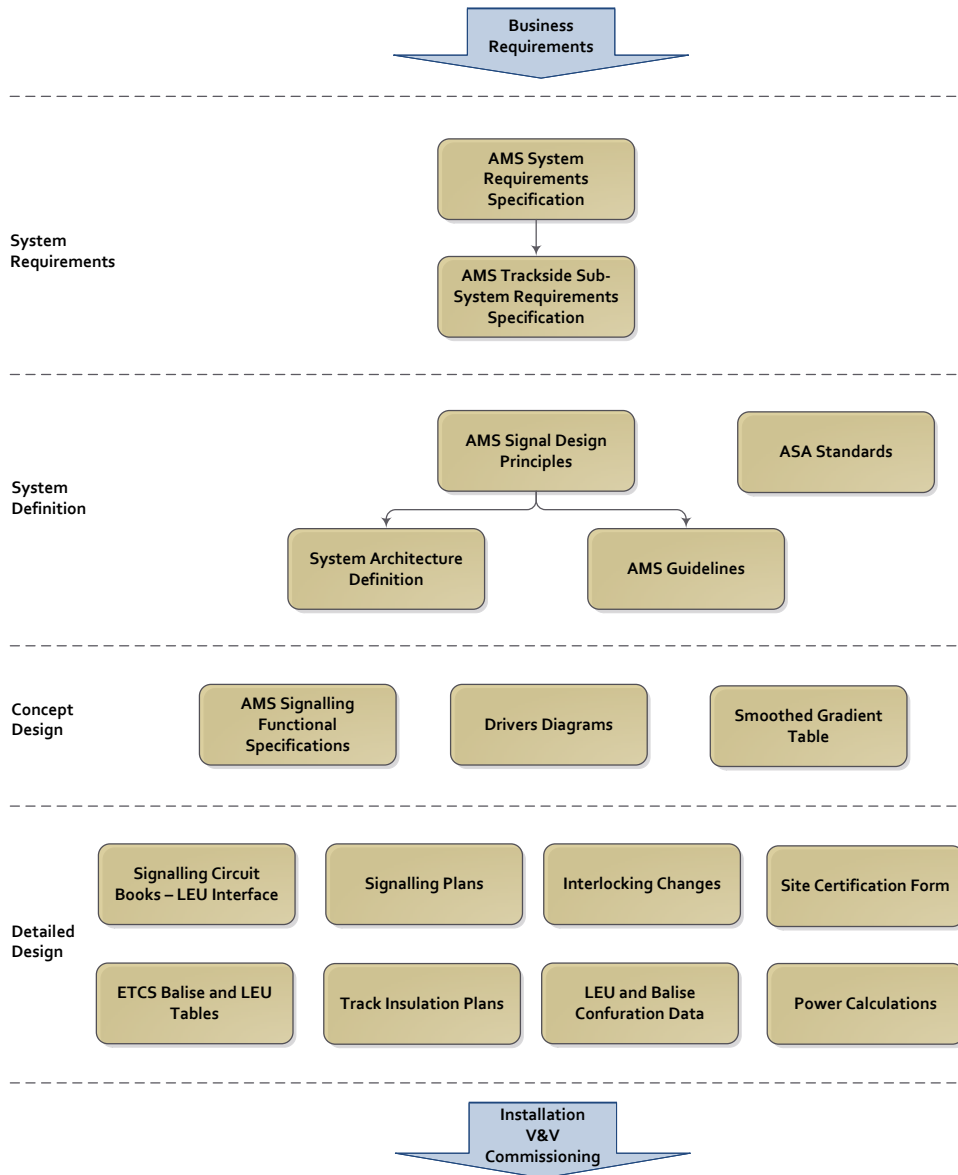 Business
Requirements
System
Requirements
AMS System
Requirements
Specification
AMS Trackside Sub-
System Requirements
Specification
System
Definition
AMS Signal Design
Principles
ASA Standards
System Architecture
Definition
AMS Guidelines
Concept
Design
AMS Signalling
Functional
Specifications
Drivers Diagrams
Smoothed Gradient
Table
Detailed
Design
Signalling Circuit
Books – LEU Interface
Signalling Plans
Interlocking Changes
Site Certification Form
ETCS Balise and LEU
Tables
Track Insulation Plans
LEU and Balise
Confuration Data
Power Calculations
Installation
V&V
Commissioning